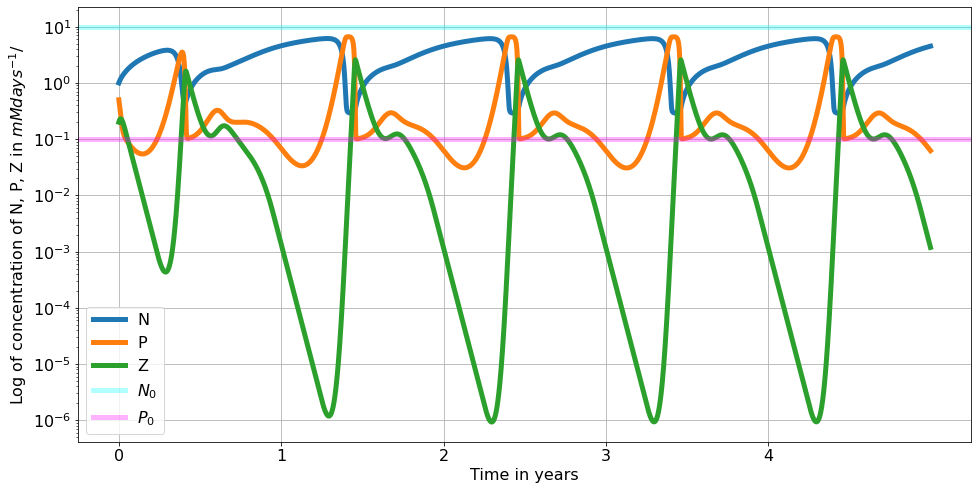 Log of concentration of N, P, Z in mMdays⁻¹/
10¹
10⁰
10⁻¹
10⁻²
10⁻³
10⁻⁴
10⁻⁵
10⁻⁶
N
P
Z
N₀
P₀
0 1 2 3 4
Time in years